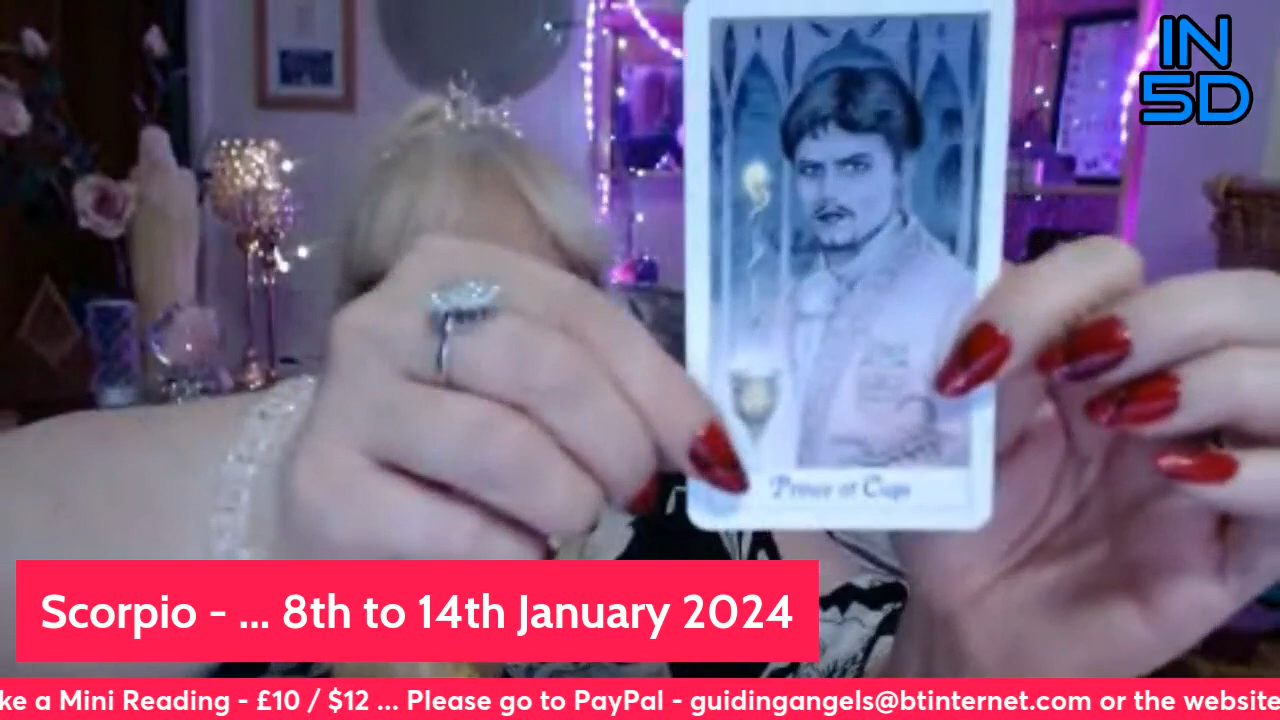 IN
5D
Prince of Cups
Scorpio - ... 8th to 14th January 2024
ke a Mini Reading - £10 / $12 ... Please go to PayPal - guidingangels@btinternet.com or the website